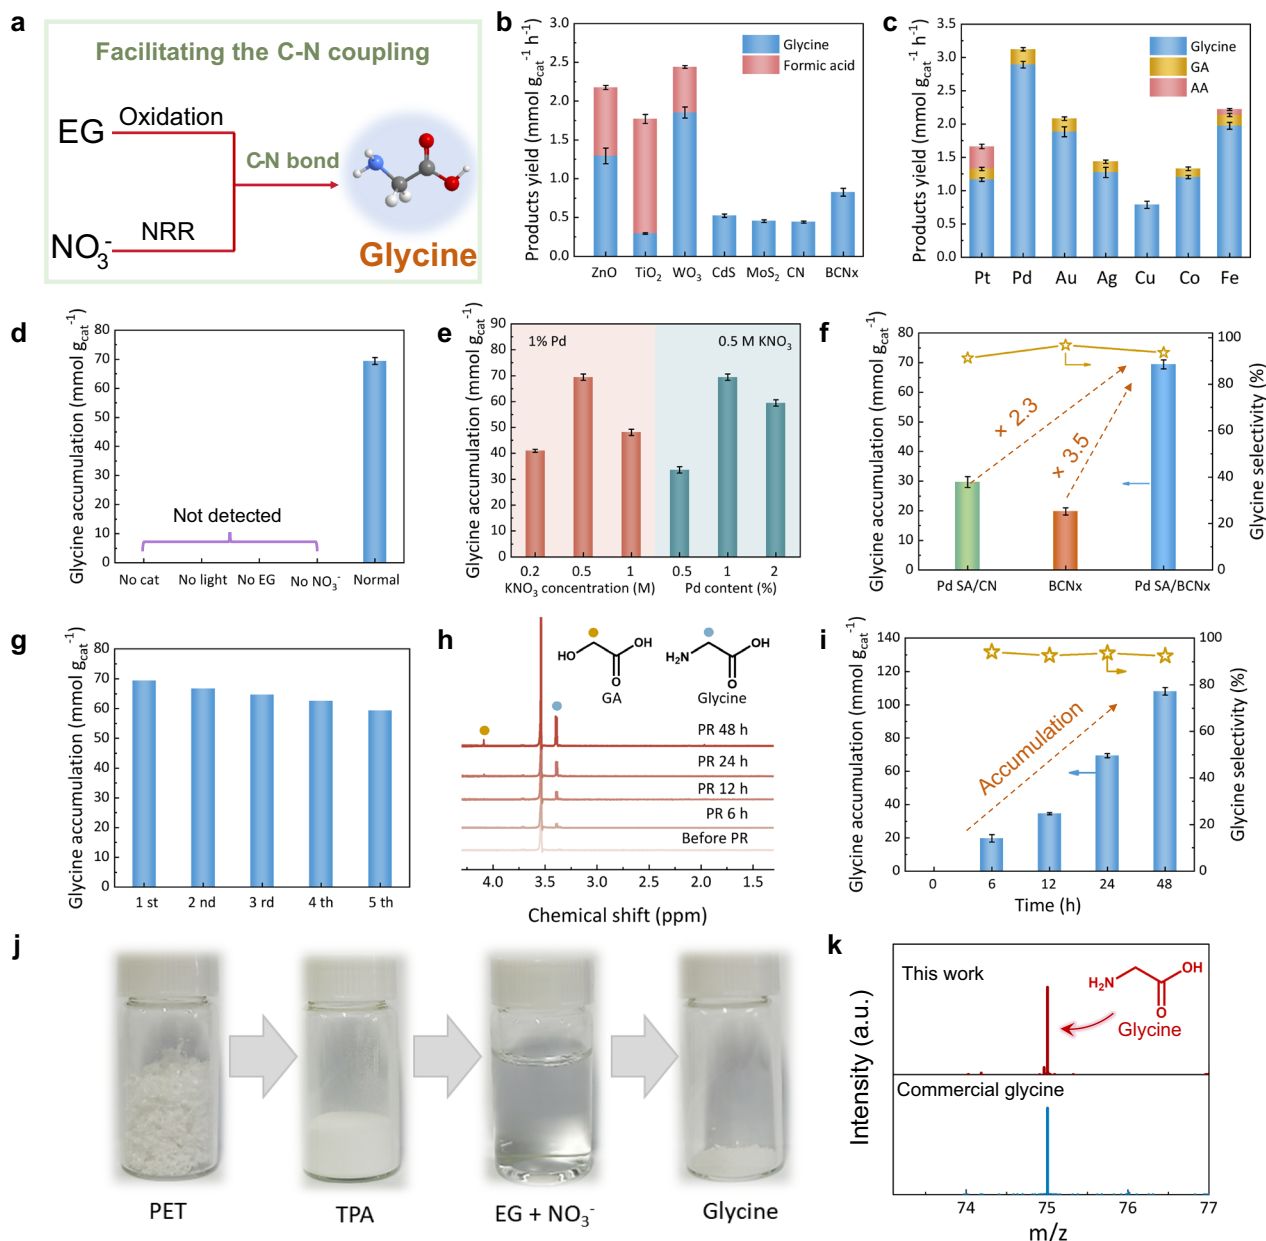 a
Facilitating the C-N coupling
EG
Oxidation
C-N bond
NO3-
NRR
Glycine
b
Products yield (mmol gcat-1 h-1)
3.0
2.5
2.0
1.5
1.0
0.5
0.0
Glycine
Formic acid
ZnO TiO2 WO3 CdS MoS2 CN BCNx
c
Products yield (mmol gcat-1 h-1)
3.5
3.0
2.5
2.0
1.5
1.0
0.5
0.0
Glycine
GA
AA
Pt Pd Au Ag Cu Co Fe
d
Glycine accumulation (mmol gcat-1)
80
70
60
50
40
30
20
10
0
Not detected
No cat No light No EG No NO3- Normal
e
Glycine accumulation (mmol gcat-1)
90
80
70
60
50
40
30
20
10
0
1% Pd
0.5 M KNO3
0.2 0.5 1 0.5 1 2
KNO3 concentration (M) Pd content (%)
f
Glycine accumulation (mmol gcat-1)
80
70
60
50
40
30
20
10
0
× 2.3
× 3.5
100
80
60
40
20
0
Glycine selectivity (%)
Pd SA/CN BCNx Pd SA/BCNx
g
Glycine accumulation (mmol gcat-1)
80
70
60
50
40
30
20
10
0
1 st 2 nd 3 rd 4 th 5 th
h
HO
OH
O
GA
H2N
OH
O
Glycine
PR 48 h
PR 24 h
PR 12 h
PR 6 h
Before PR
4.0 3.5 3.0 2.5 2.0 1.5
Chemical shift (ppm)
i
Glycine accumulation (mmol gcat-1)
140
120
100
80
60
40
20
0
Accumulation
100
80
60
40
20
0
Glycine selectivity (%)
0 6 12 24 48
Time (h)
j
PET
TPA
EG + NO3-
Glycine
k
Intensity (a.u.)
This work
H2N
OH
O
Glycine
Commercial glycine
74 75 76 77
m/z